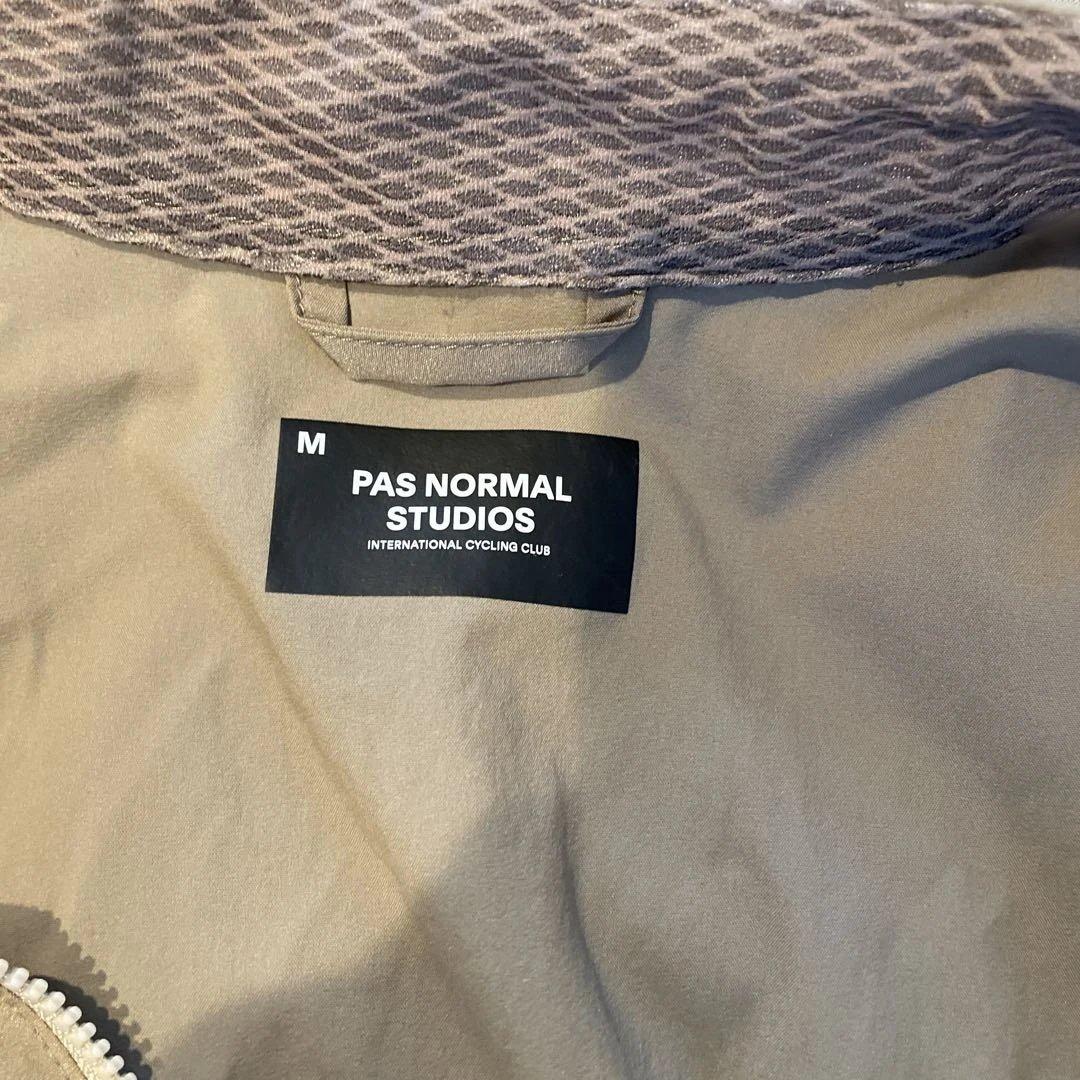 M
PAS NORMAL
STUDIOS
INTERNATIONAL CYCLING CLUB